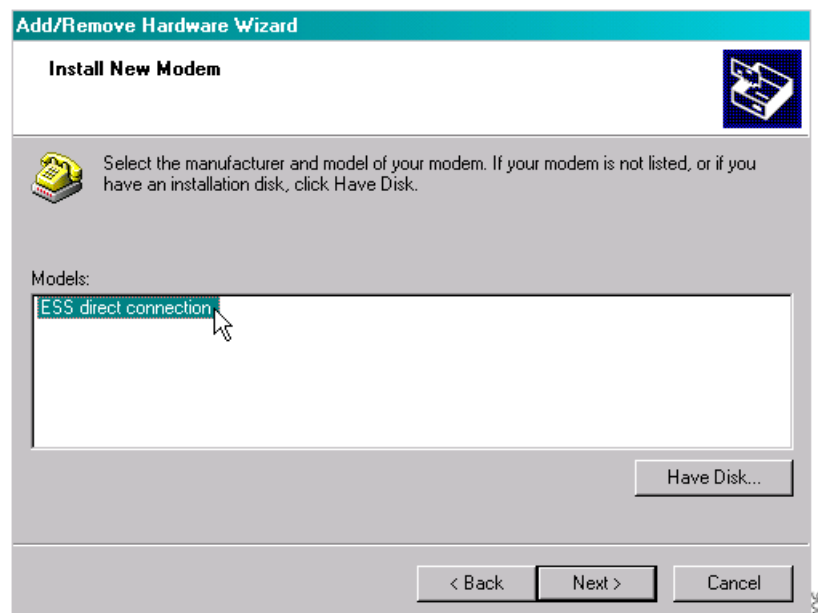 Add/Remove Hardware Wizard
Install New Modem
Select the manufacturer and model of your modem. If your modem is not listed, or if you
have an installation disk, click Have Disk.
Models:
ESS direct connection
Have Disk...
< Back
Next >
Cancel